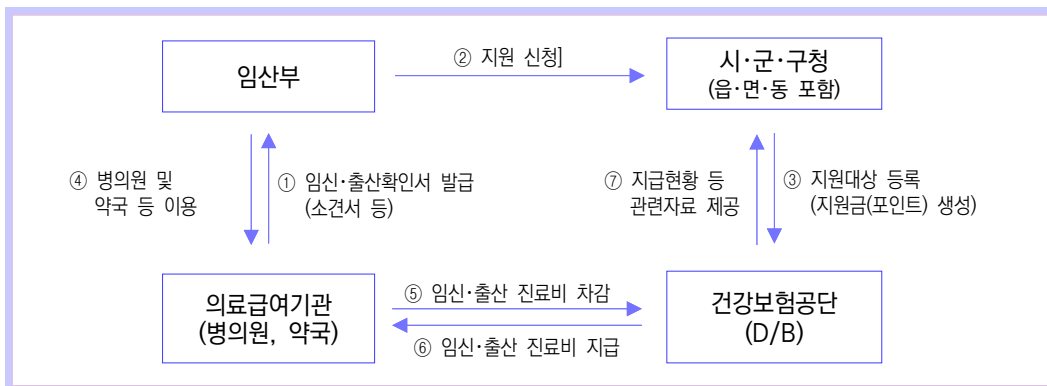 임산부
② 지원 신청]
시·군·구청
(읍·면·동 포함)
④ 병의원 및
약국 등 이용
① 임신·출산확인서 발급
(소견서 등)
⑦ 지급현황 등
관련자료 제공
③ 지원대상 등록
(지원금(포인트) 생성)
의료급여기관
(병의원, 약국)
⑤ 임신·출산 진료비 차감
⑥ 임신·출산 진료비 지급
건강보험공단
(D/B)